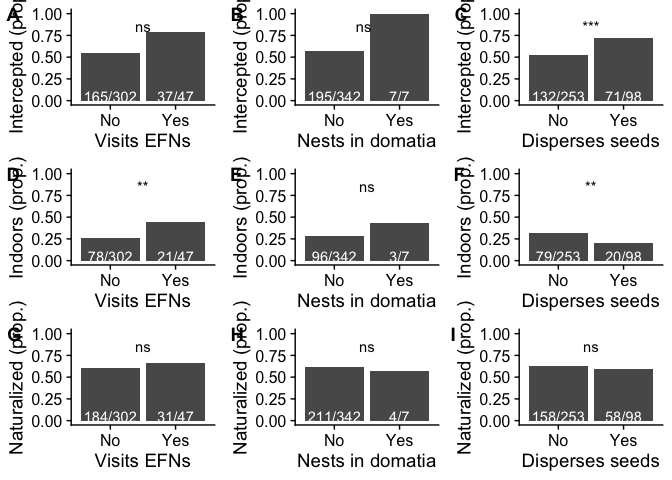 A
Intercepted (prop.)
1.00
0.75
0.50
0.25
0.00
ns
165/302
37/47
No
Yes
Visits EFNs
B
Intercepted (prop.)
1.00
0.75
0.50
0.25
0.00
ns
195/342
7/7
No
Yes
Nests in domatia
C
Intercepted (prop.)
1.00
0.75
0.50
0.25
0.00
***
132/253
71/98
No
Yes
Disperses seeds
D
Indoors (prop.)
1.00
0.75
0.50
0.25
0.00
**
78/302
21/47
No
Yes
Visits EFNs
E
Indoors (prop.)
1.00
0.75
0.50
0.25
0.00
ns
96/342
3/7
No
Yes
Nests in domatia
F
Indoors (prop.)
1.00
0.75
0.50
0.25
0.00
**
79/253
20/98
No
Yes
Disperses seeds
G
Naturalized (prop.)
1.00
0.75
0.50
0.25
0.00
ns
184/302
31/47
No
Yes
Visits EFNs
H
Naturalized (prop.)
1.00
0.75
0.50
0.25
0.00
ns
211/342
4/7
No
Yes
Nests in domatia
I
Naturalized (prop.)
1.00
0.75
0.50
0.25
0.00
ns
158/253
58/98
No
Yes
Disperses seeds